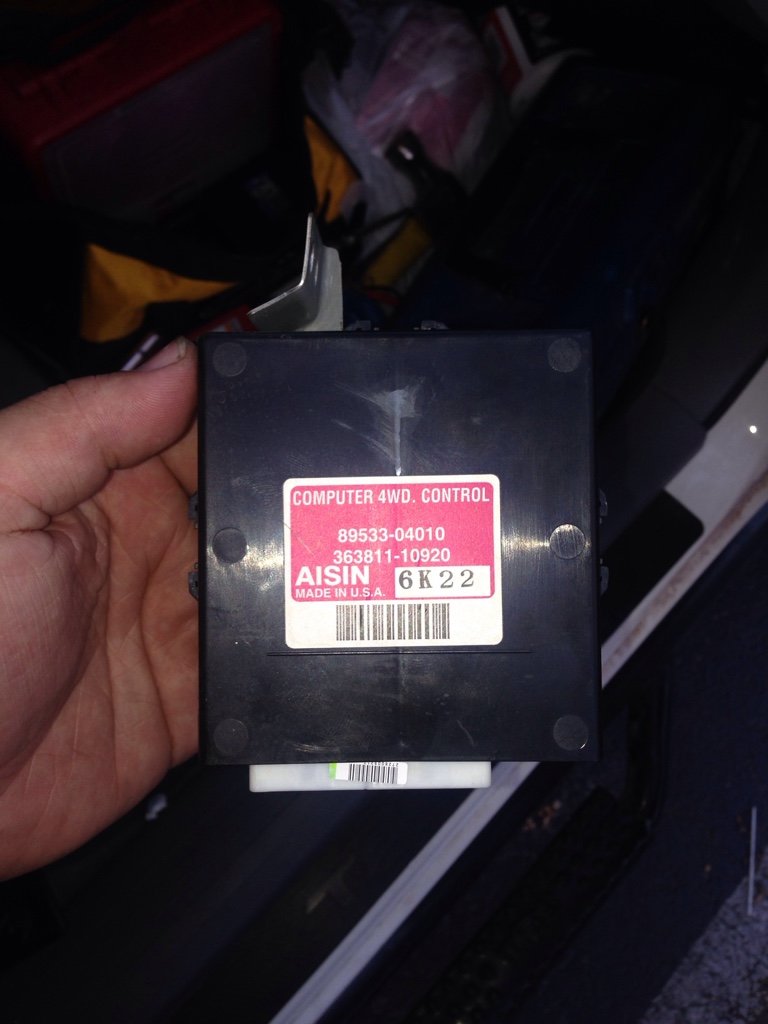 COMPUTER 4WD. CONTROL
89533-04010
363811-10920
AISIN 6K22
MADE IN U.S.A.